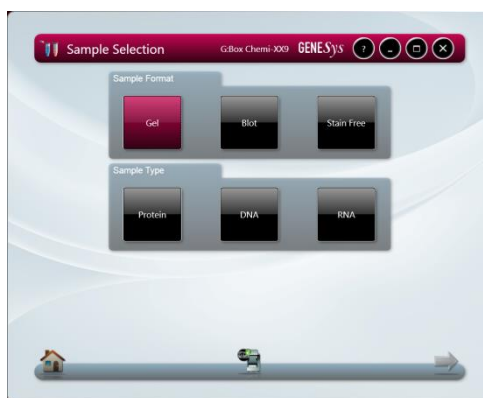 Sample Selection G:Box Chemi-XX9 GENESys ?
Sample Format
Gel Blot Stain Free
Sample Type
Protein DNA RNA